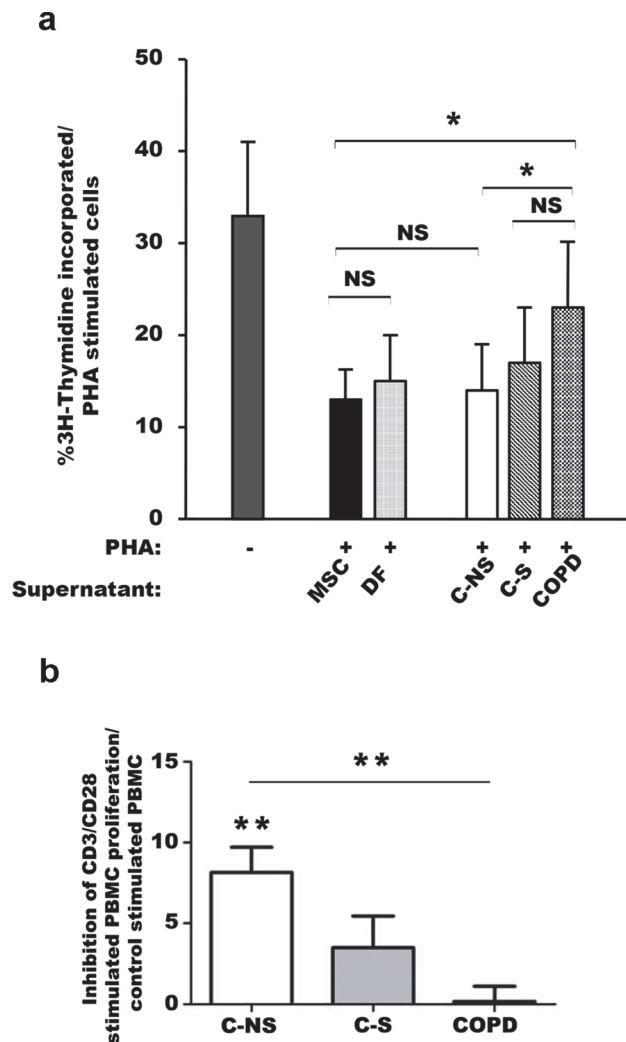 a
%3H-Thymidine incorporated/
PHA stimulated cells
50
40
30
20
10
0
*
*
NS
NS
NS
PHA: - + + + + +
Supernatant: MSC DF C-NS C-S COPD
b
Inhibition of CD3/CD28
stimulated PBMC proliferation/
control stimulated PBMC
15
10
5
0
**
**
C-NS C-S COPD